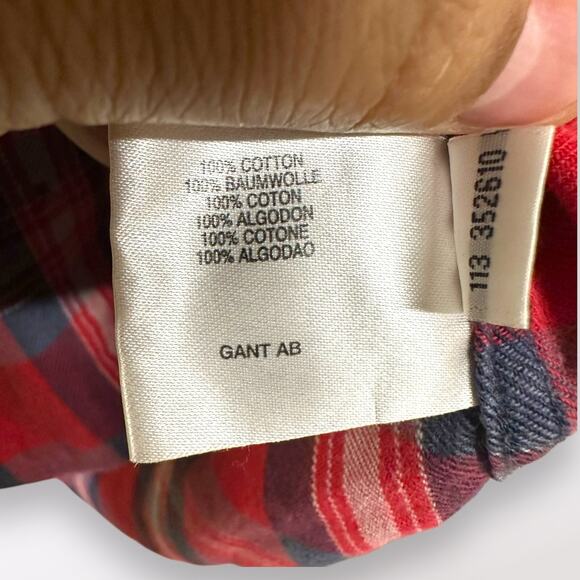 100% COTTON
100% BAUMWOLLE
100% COTON
100% ALGODON
100% COTONE
100% ALGODAO
GANT AB
113 352610